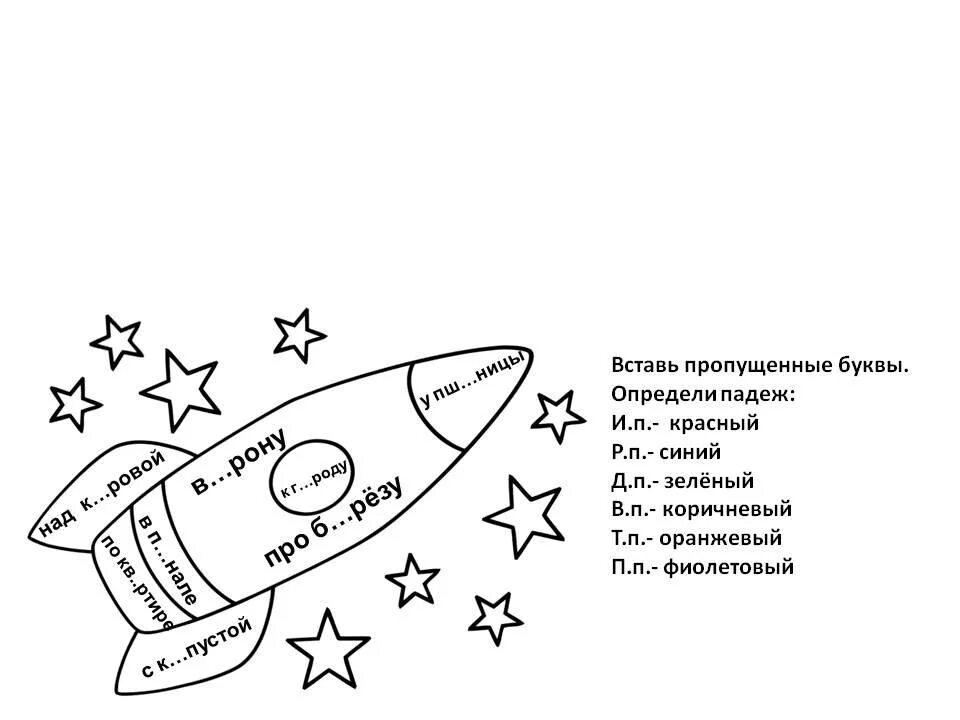 у пш...ницы
в...рону
к г...роду
про б...рёзу
над к...ровой
в п...нале
по кв..ртире
с к...пустой
Вставь пропущенные буквы.
Определи падеж:
И.п.- красный
Р.п.- синий
Д.п.- зелёный
В.п.- коричневый
Т.п.- оранжевый
П.п.- фиолетовый